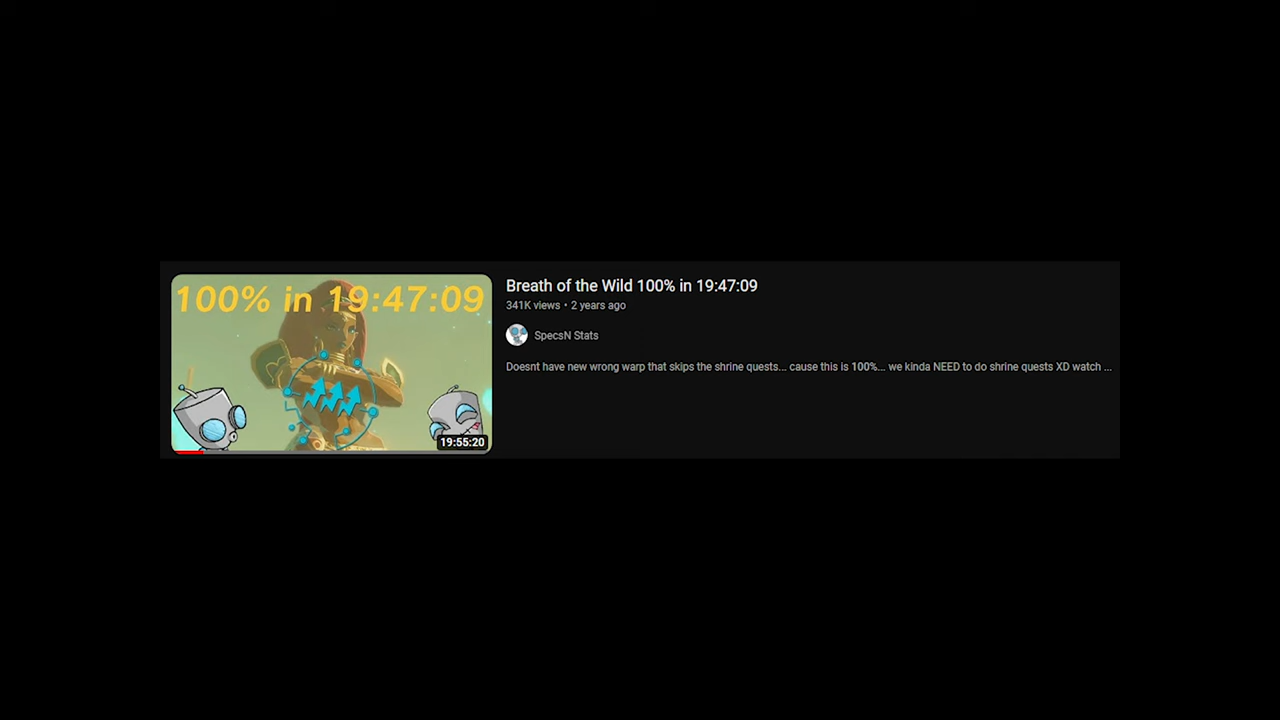 100% in 19:47:09
19:55:20
Breath of the Wild 100% in 19:47:09
341K views • 2 years ago
SpecsN Stats
Doesnt have new wrong warp that skips the shrine quests... cause this is 100%... we kinda NEED to do shrine quests XD watch ...